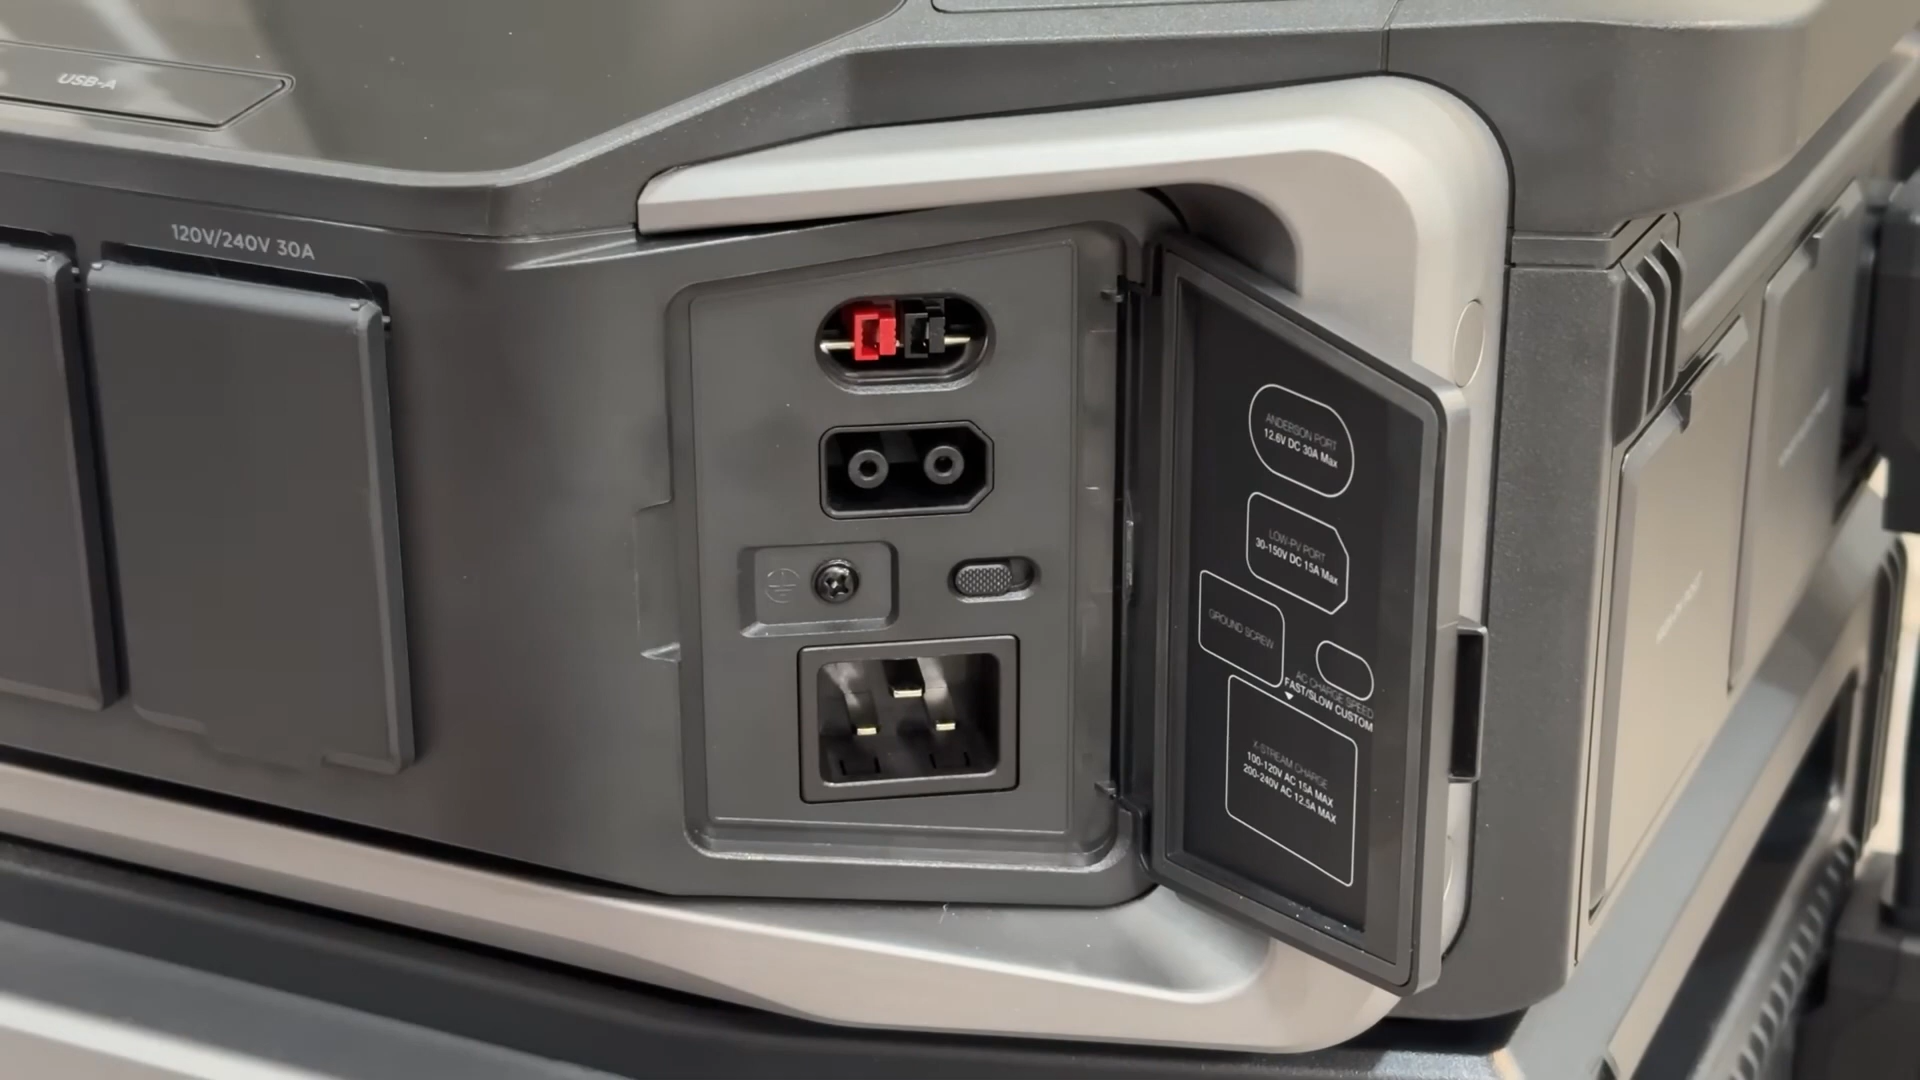 USB-A
120V/240V 30A
ANDERSON PORT
12.6V DC 30A Max
LOW-PV PORT
30-150V DC 15A Max
GROUND SCREW
AC CHARGE SPEED
FAST/SLOW CUSTOM
X-STREAM CHARGE
100-120V AC 15A MAX
200-240V AC 12.5A MAX